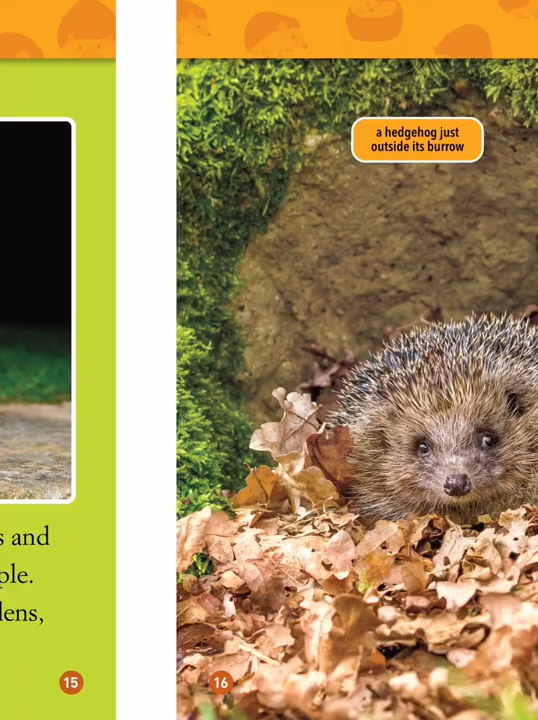 s and
ple.
lens,
15
a hedgehog just
outside its burrow
16